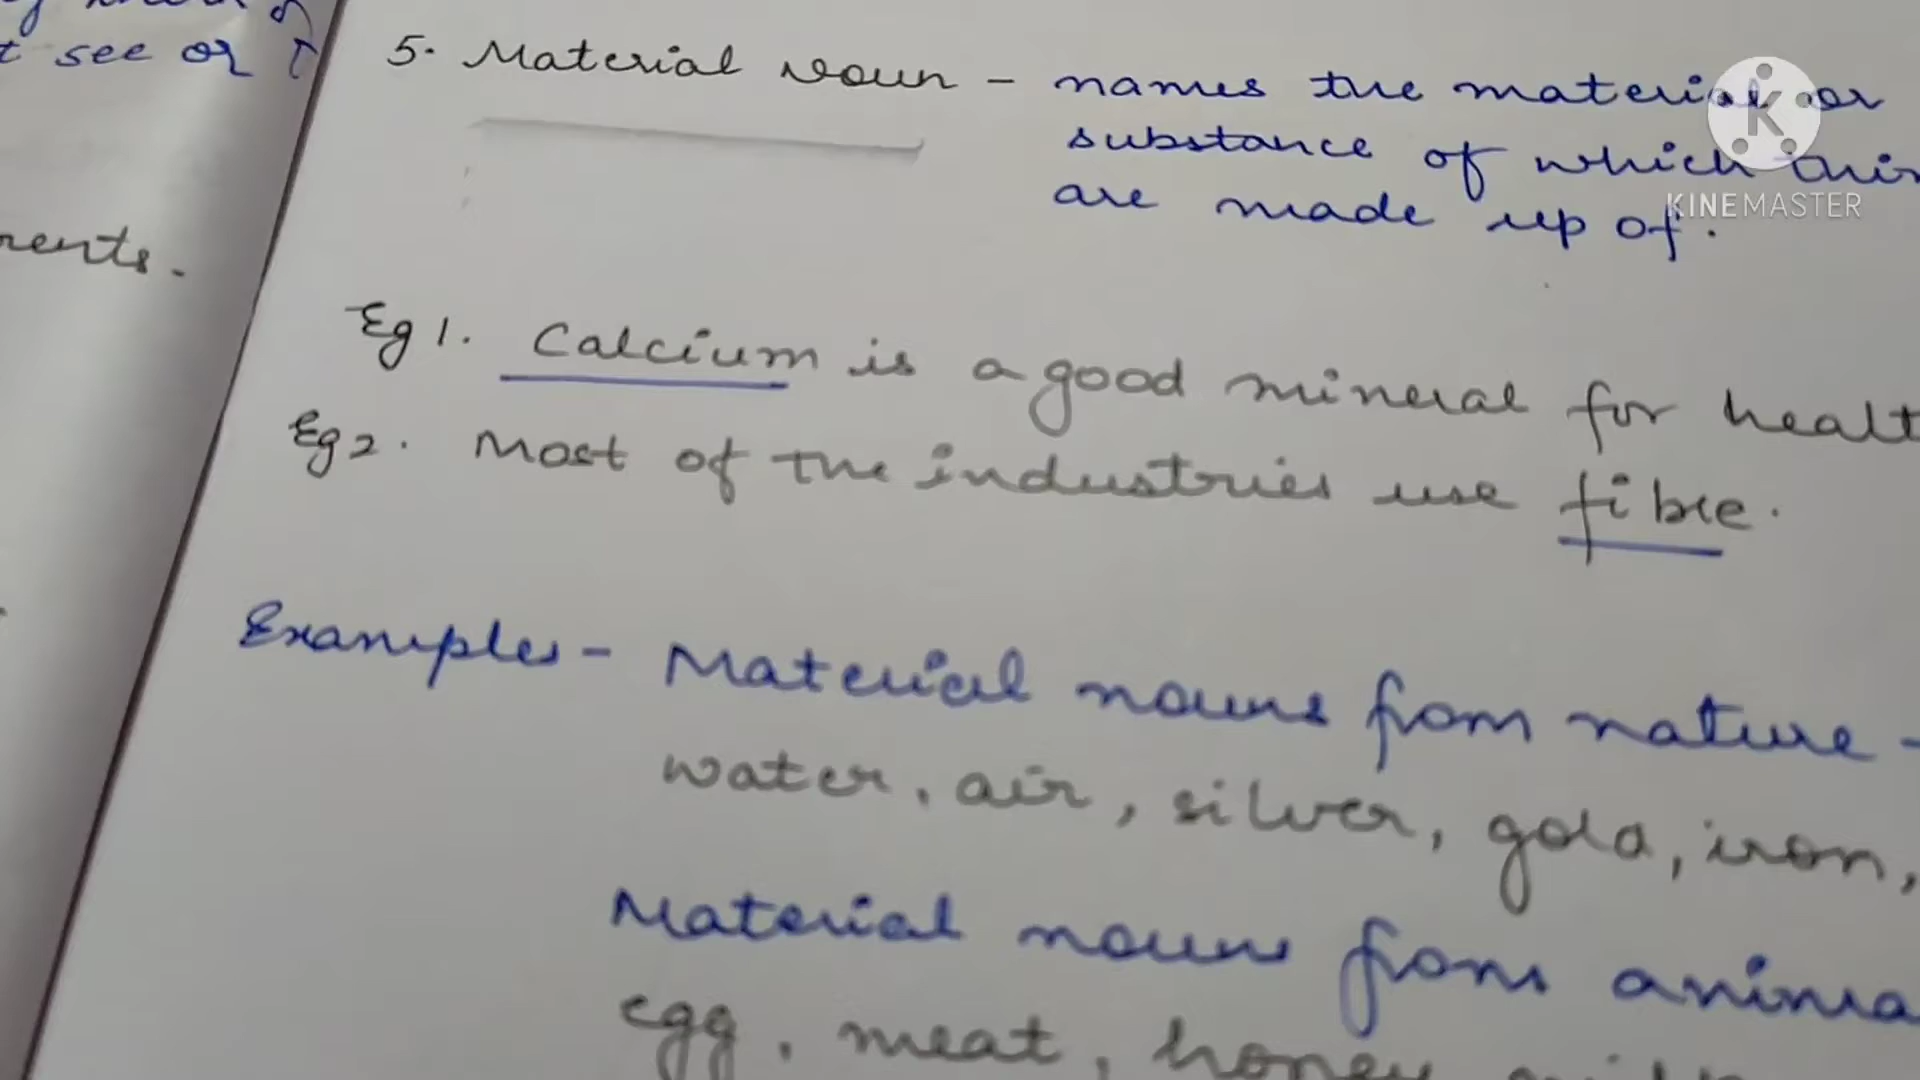 t see or
5. Material Noun - names the material or
substance of which
are made up of.
Eg 1. Calcium is a good mineral for healt
Eg 2. Most of the industries use fibre.
Examples - Material nouns from nature -
water, air, silver, gold, iron,
Material nouns from anima
egg, meat, honey
K
KINEMASTER